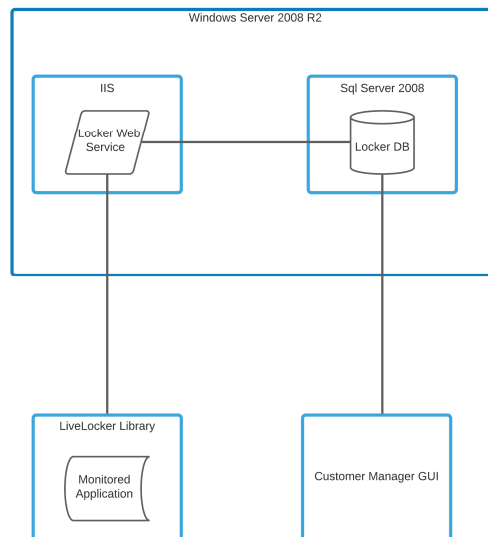 Windows Server 2008 R2
IIS
Sql Server 2008
Locker Web
Service
Locker DB
LiveLocker Library
Monitored
Application
Customer Manager GUI